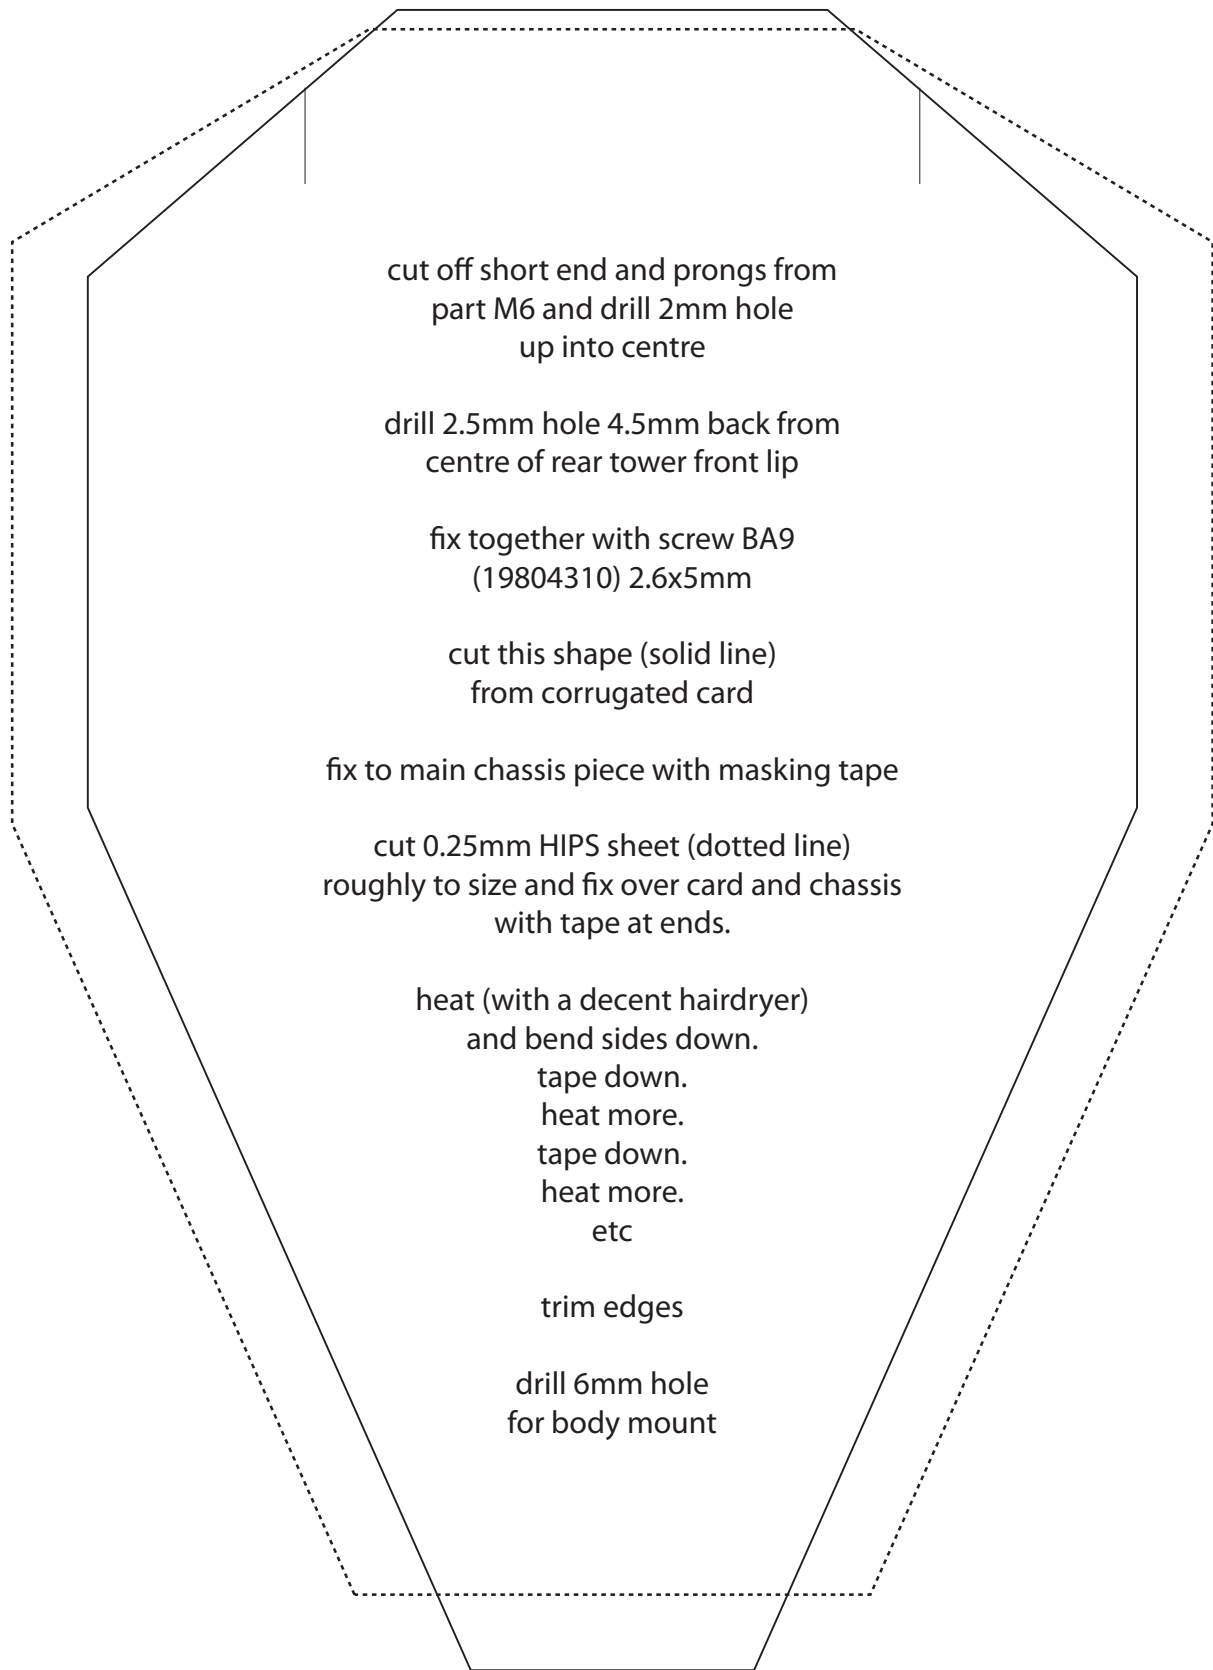 cut off short end and prongs from
part M6 and drill 2mm hole
up into centre
drill 2.5mm hole 4.5mm back from
centre of rear tower front lip
fix together with screw BA9
(19804310) 2.6x5mm
cut this shape (solid line)
from corrugated card
fix to main chassis piece with masking tape
cut 0.25mm HIPS sheet (dotted line)
roughly to size and fix over card and chassis
with tape at ends.
heat (with a decent hairdryer)
and bend sides down.
tape down.
heat more.
tape down.
heat more.
etc
trim edges
drill 6mm hole
for body mount